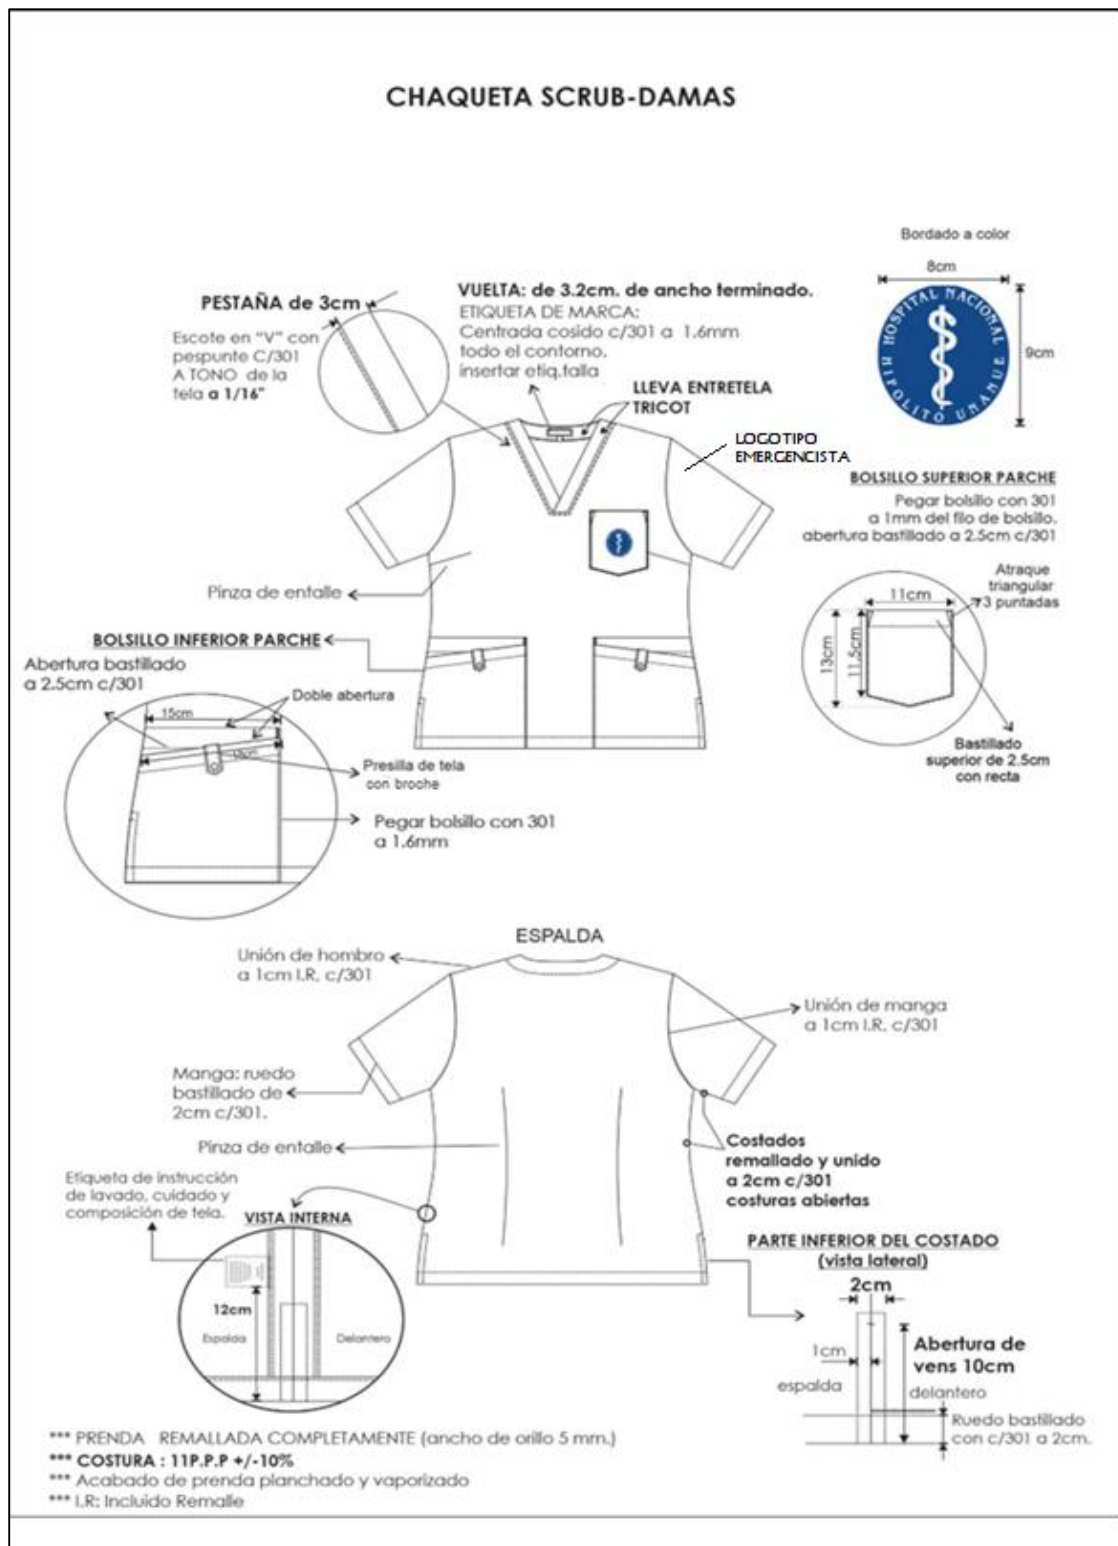 CHAQUETA SCRUB-DAMAS
Bordado a color
8cm
HOSPITAL NACIONAL
HIPOLITO UNANUE
9cm
PESTAÑA de 3cm
Escote en "V" con
pespunte C/301
A TONO de la
tela a 1/16"
VUELTA: de 3.2cm. de ancho terminado.
ETIQUETA DE MARCA:
Centrada cosido c/301 a 1.6mm
todo el contorno.
insertar etiq.talla
LLEVA ENTRETELA
TRICOT
LOGOTIPO
EMERGENCISTA
BOLSILLO SUPERIOR PARCHE
Pegar bolsillo con 301
a 1mm del filo de bolsillo.
abertura bastillado a 2.5cm c/301
Atraque
triangular
3 puntadas
11cm
13cm
11.5cm
Bastillado
superior de 2.5cm
con recta
Pinza de entalle
BOLSILLO INFERIOR PARCHE
Abertura bastillado
a 2.5cm c/301
Doble abertura
15cm
Presilla de tela
con broche
Pegar bolsillo con 301
a 1.6mm
ESPALDA
Unión de hombro
a 1cm I.R. c/301
Unión de manga
a 1cm I.R. c/301
Manga: ruedo
bastillado de
2cm c/301.
Pinza de entalle
Costados
remallado y unido
a 2cm c/301
costuras abiertas
Etiqueta de instrucción
de lavado, cuidado y
composición de tela.
VISTA INTERNA
12cm
Espalda
Delantero
PARTE INFERIOR DEL COSTADO
(vista lateral)
2cm
1cm
Abertura de
vens 10cm
espalda
delantero
Ruedo bastillado
con c/301 a 2cm.
*** PRENDA REMALLADA COMPLETAMENTE (ancho de orillo 5 mm.)
*** COSTURA : 11P.P.P +/-10%
*** Acabado de prenda planchado y vaporizado
*** I.R: Incluido Remalle